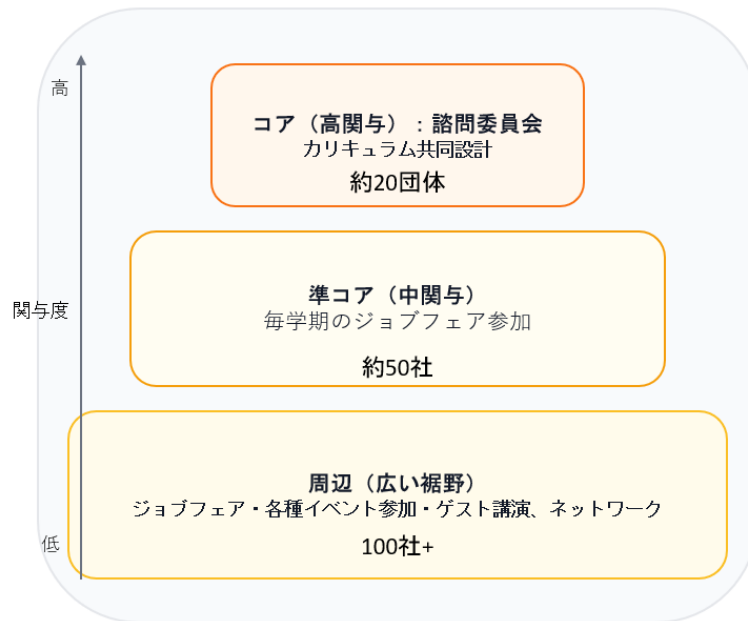 高
コア（高関与）：諮問委員会
カリキュラム共同設計
約20団体
関与度
準コア（中関与）
毎学期のジョブフェア参加
約50社
周辺（広い裾野）
ジョブフェア・各種イベント参加・ゲスト講演、ネットワーク
低
100社+